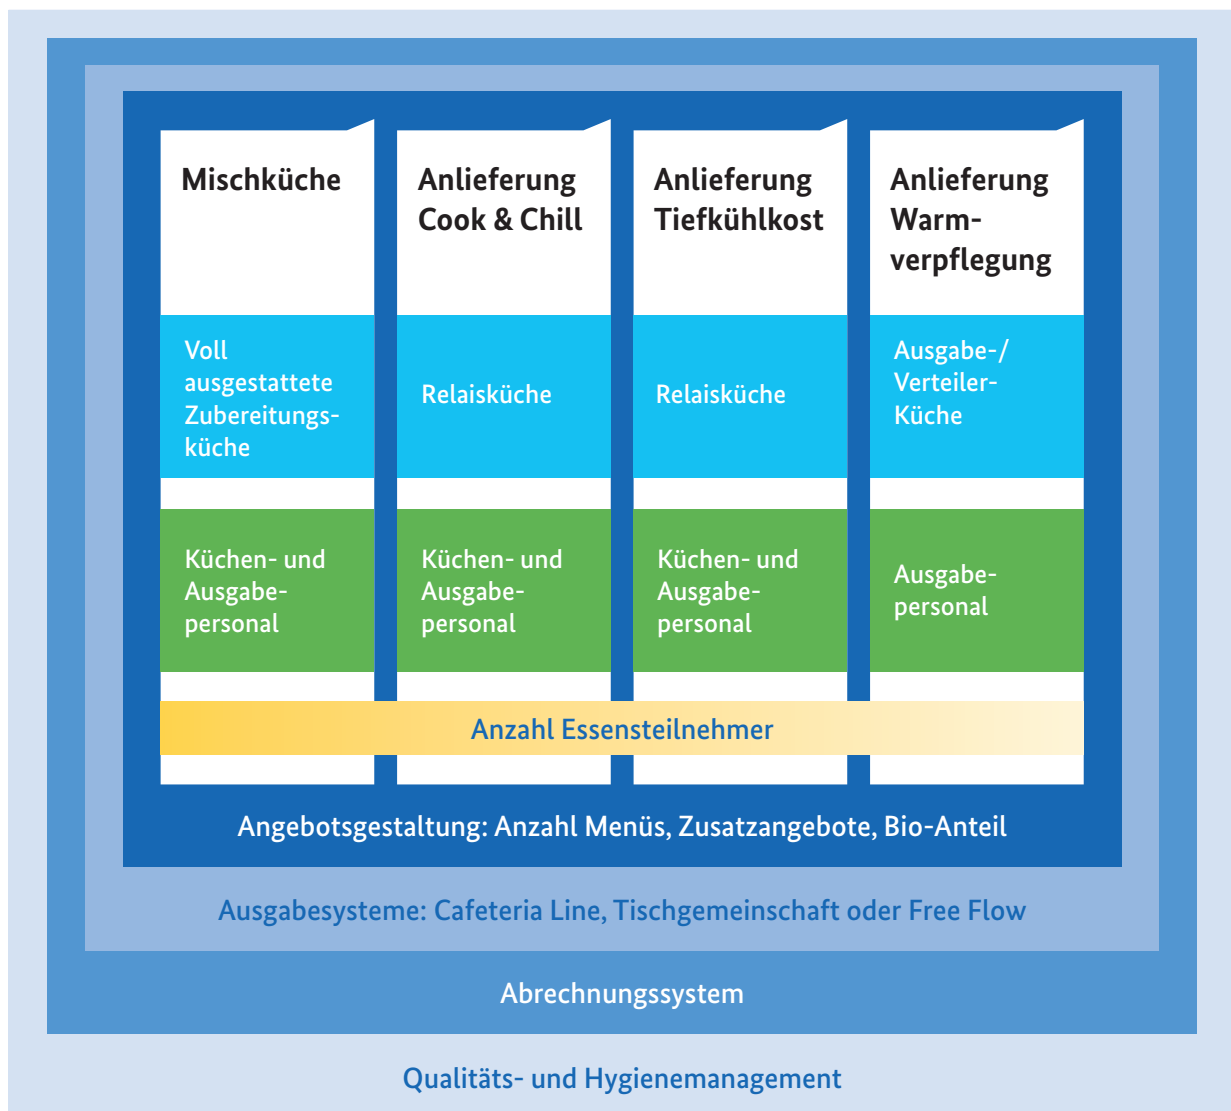 Mischküche
Anlieferung
Cook & Chill
Anlieferung
Tiefkühlkost
Anlieferung
Warm-
verpflegung
Voll
ausgestattete
Zubereitungs-
küche
Relaisküche
Relaisküche
Ausgabe-/
Verteiler-
Küche
Küchen- und
Ausgabe-
personal
Küchen- und
Ausgabe-
personal
Küchen- und
Ausgabe-
personal
Ausgabe-
personal
Anzahl Essensteilnehmer
Angebotsgestaltung: Anzahl Menüs, Zusatzangebote, Bio-Anteil
Ausgabesysteme: Cafeteria Line, Tischgemeinschaft oder Free Flow
Abrechnungssystem
Qualitäts- und Hygienemanagement